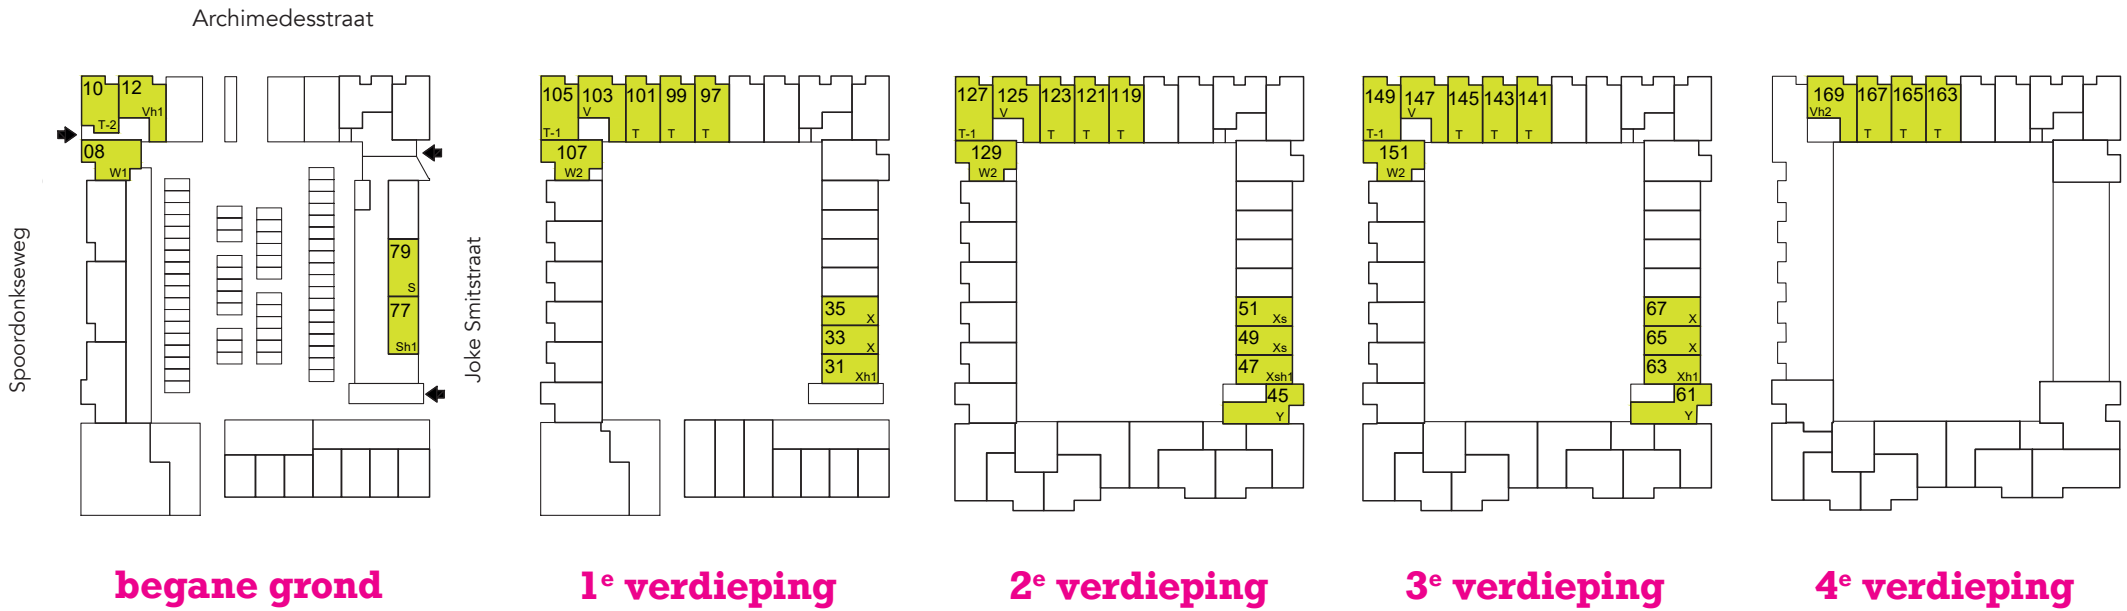 Archimedesstraat
Spoordonkseweg
Joke Smitstraat
10 12
Vh1
T-2
08
W1
79
S
77
Sh1
begane grond
105 103 101 99 97
V
T-1 T T T
107
W2
35
X
33
X
31
Xh1
1e verdieping
127 125 123 121 119
V
T-1 T T T
129
W2
51
Xs
49
Xs
47
Xsh1
45
Y
2e verdieping
149 147 145 143 141
V
T-1 T T T
151
W2
67
X
65
X
63
Xh1
61
Y
3e verdieping
169 167 165 163
Vh2
T T T
4e verdieping